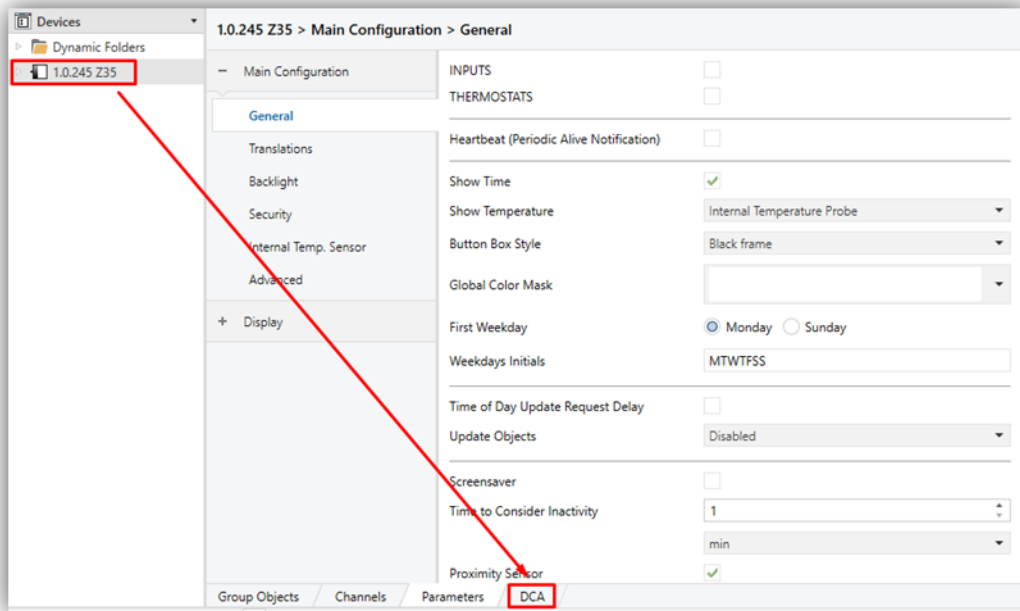 Devices
Dynamic Folders
1.0.245 Z35
1.0.245 Z35 > Main Configuration > General
Main Configuration
General
Translations
Backlight
Security
Internal Temp. Sensor
Advanced
Display
INPUTS
THERMOSTATS
Heartbeat (Periodic Alive Notification)
Show Time
Show Temperature Internal Temperature Probe
Button Box Style Black frame
Global Color Mask
First Weekday Monday Sunday
Weekdays Initials MTWTFSS
Time of Day Update Request Delay
Update Objects Disabled
Screensaver
Time to Consider Inactivity 1
min
Proximity Sensor
Group Objects Channels Parameters DCA